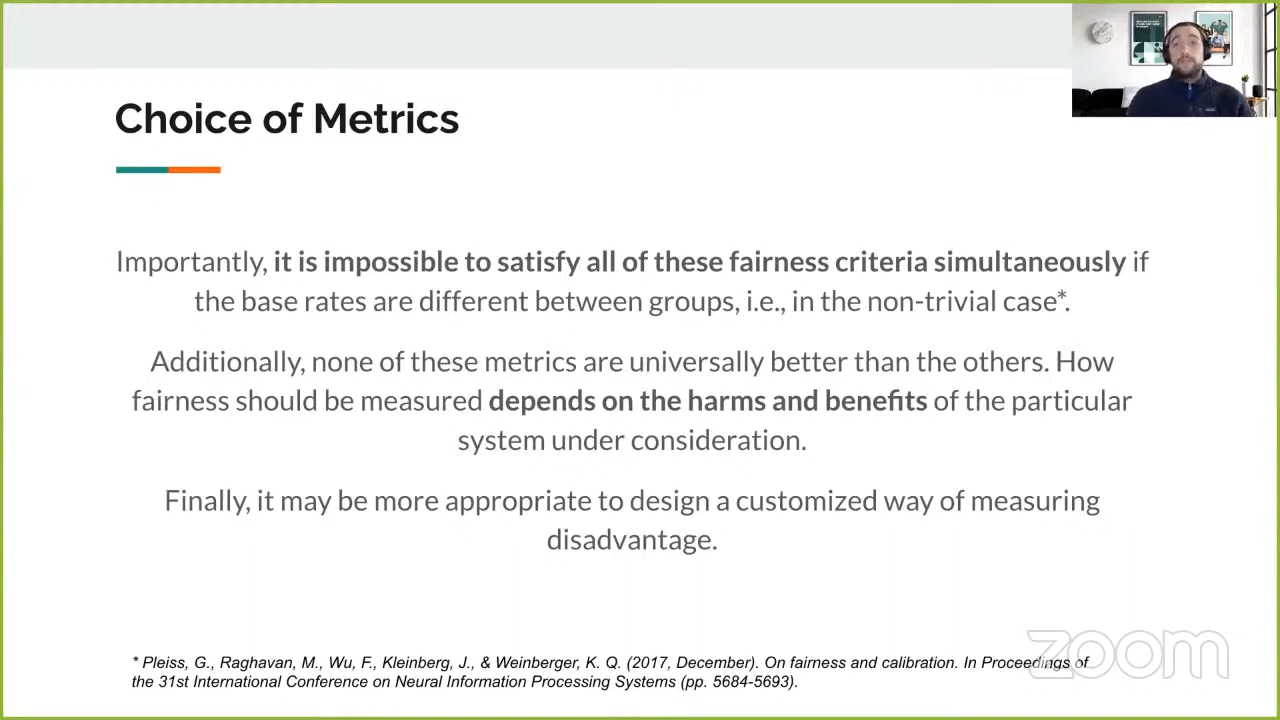 Choice of Metrics
Importantly, it is impossible to satisfy all of these fairness criteria simultaneously if
the base rates are different between groups, i.e., in the non-trivial case*.
Additionally, none of these metrics are universally better than the others. How
fairness should be measured depends on the harms and benefits of the particular
system under consideration.
Finally, it may be more appropriate to design a customized way of measuring
disadvantage.
* Pleiss, G., Raghavan, M., Wu, F., Kleinberg, J., & Weinberger, K. Q. (2017, December). On fairness and calibration. In Proceedings of
the 31st International Conference on Neural Information Processing Systems (pp. 5684-5693).
zoom